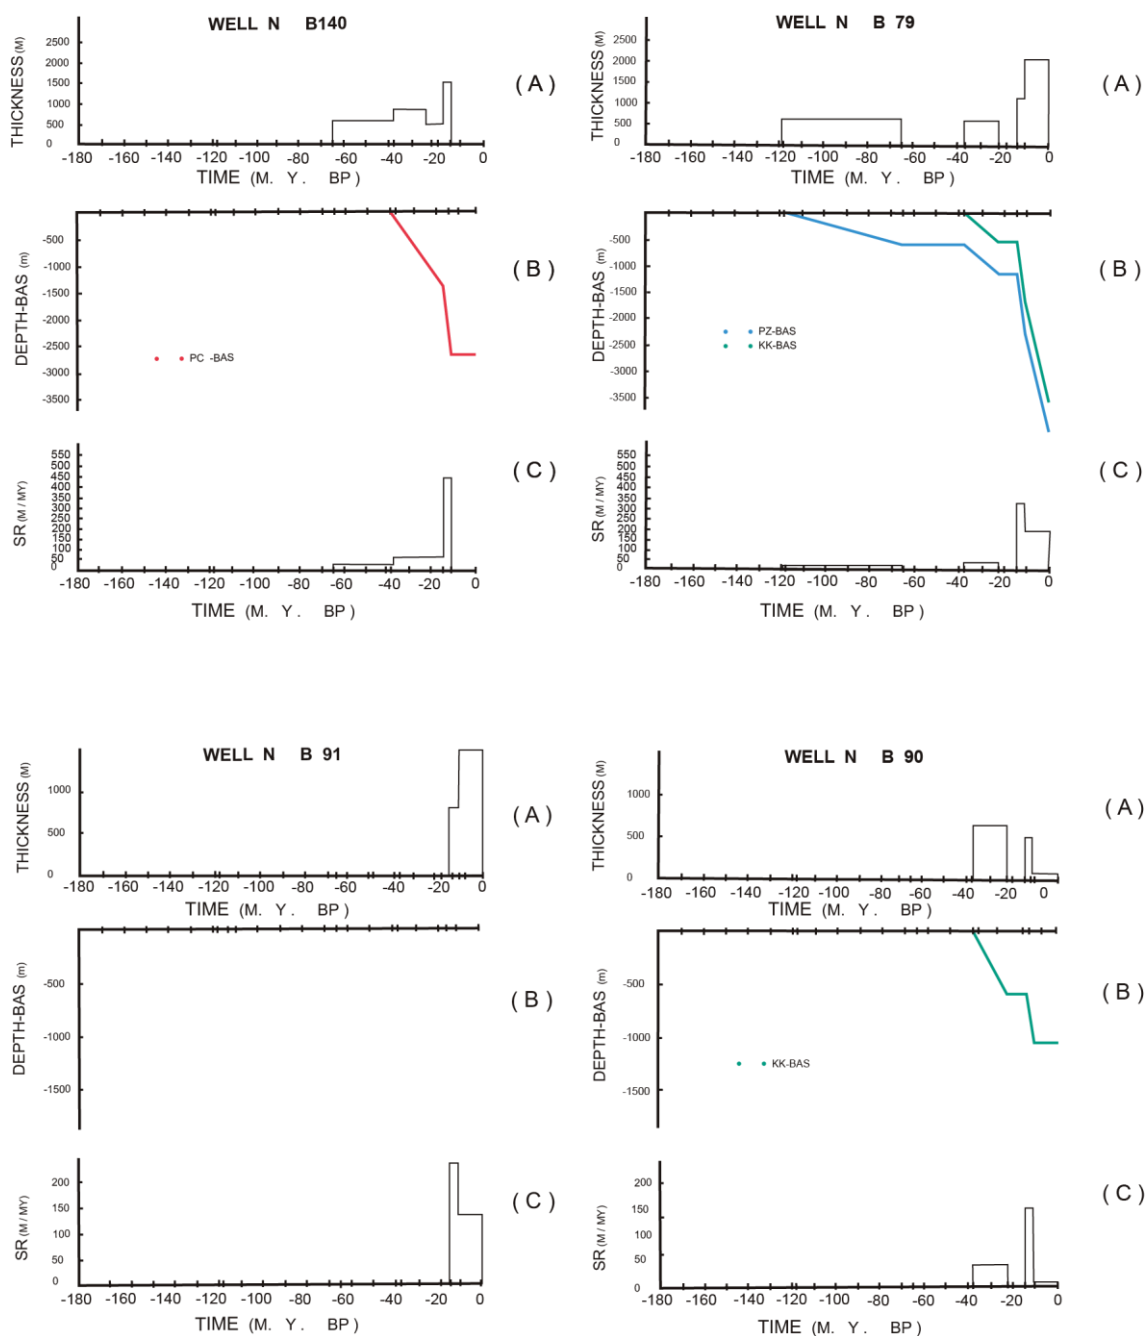 WELL N B140
THICKNESS (M)
2500
2000
1500
1000
500
0
-180 -160 -140 -120 -100 -80 -60 -40 -20 0
TIME (M. Y. BP)
(A)
DEPTH-BAS (m)
-500
-1000
-1500
-2000
-2500
-3000
-3500
PC -BAS
(B)
SR (M / MY)
550
500
450
400
350
300
250
200
150
100
50
0
-180 -160 -140 -120 -100 -80 -60 -40 -20 0
TIME (M. Y. BP)
(C)
WELL N B 79
THICKNESS (M)
2500
2000
1500
1000
500
0
-180 -160 -140 -120 -100 -80 -60 -40 -20 0
TIME (M. Y. BP)
(A)
DEPTH-BAS (m)
-500
-1000
-1500
-2000
-2500
-3000
-3500
PZ-BAS
KK-BAS
(B)
SR (M / MY)
550
500
450
400
350
300
250
200
150
100
50
0
-180 -160 -140 -120 -100 -80 -60 -40 -20 0
TIME (M. Y. BP)
(C)
WELL N B 91
THICKNESS (M)
1000
500
0
-180 -160 -140 -120 -100 -80 -60 -40 -20 0
TIME (M. Y. BP)
(A)
DEPTH-BAS (m)
-500
-1000
-1500
(B)
SR (M / MY)
200
150
100
50
0
-180 -160 -140 -120 -100 -80 -60 -40 -20 0
TIME (M. Y. BP)
(C)
WELL N B 90
THICKNESS (M)
1000
500
0
-180 -160 -140 -120 -100 -80 -60 -40 -20 0
TIME (M. Y. BP)
(A)
DEPTH-BAS (m)
-500
-1000
-1500
KK-BAS
(B)
SR (M / MY)
200
150
100
50
0
-180 -160 -140 -120 -100 -80 -60 -40 -20 0
TIME (M. Y. BP)
(C)